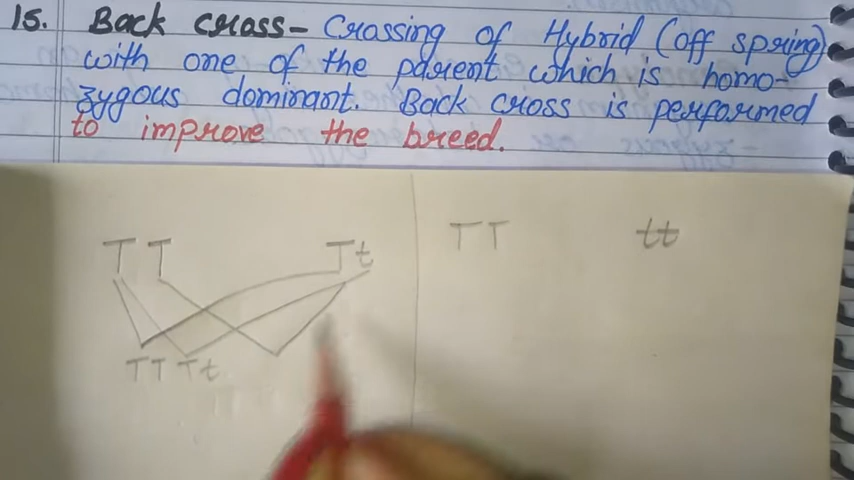 15. Back cross - Crossing of Hybrid (off spring)
with one of the parent which is homo-
zygous dominant. Back cross is performed
to improve the breed.
TT Tt TT tt
TT Tt